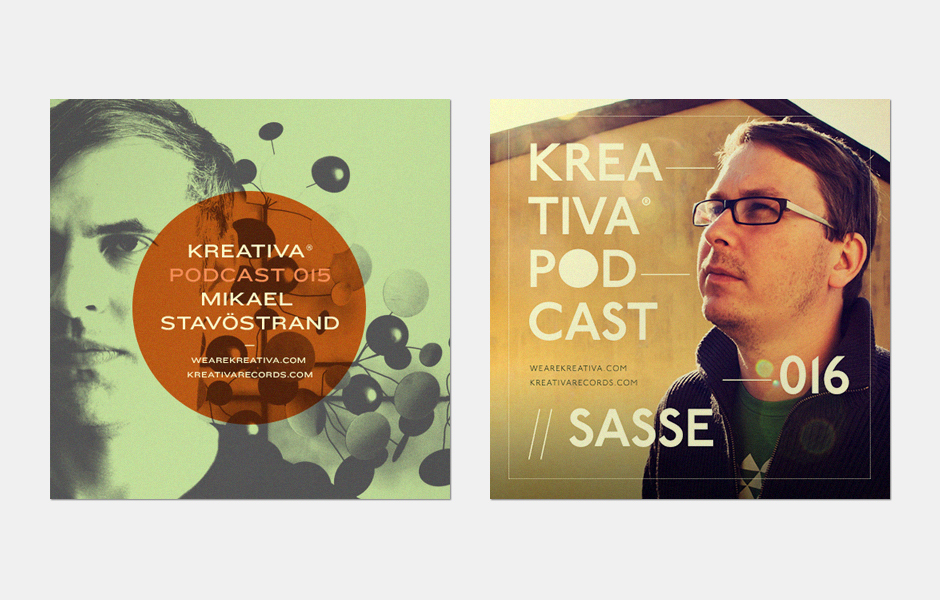 KREATIVA®
PODCAST 015
MIKAEL
STAVÖSTRAND
WEAREKREATIVA.COM
KREATIVARECORDS.COM
KREA
TIVA®
POD
CAST
WEAREKREATIVA.COM
KREATIVARECORDS.COM
016
// SASSE